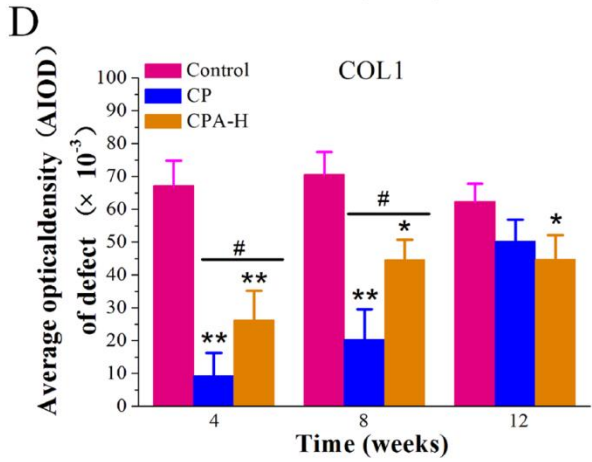 D
COL1
Control
CP
CPA-H
Average opticaldensity (AIOD)
of defect (× 10⁻³)
100
90
80
70
60
50
40
30
20
10
0
#
**
**
#
**
*
*
4
8
12
Time (weeks)